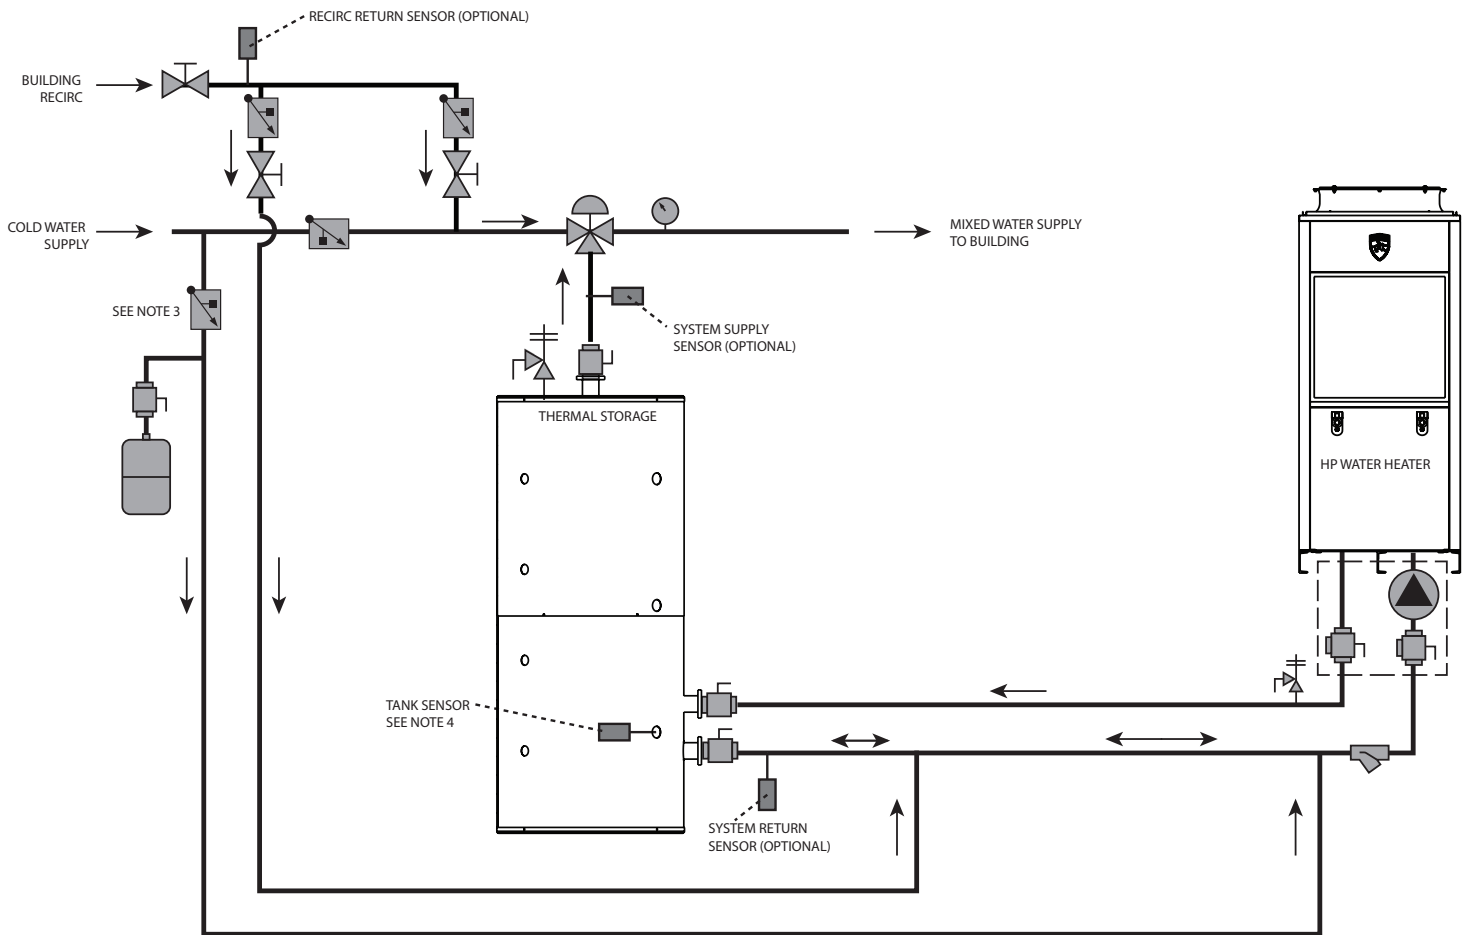 RECIRC RETURN SENSOR (OPTIONAL)
BUILDING
RECIRC
COLD WATER
SUPPLY
MIXED WATER SUPPLY
TO BUILDING
SEE NOTE 3
SYSTEM SUPPLY
SENSOR (OPTIONAL)
THERMAL STORAGE
HP WATER HEATER
TANK SENSOR
SEE NOTE 4
SYSTEM RETURN
SENSOR (OPTIONAL)